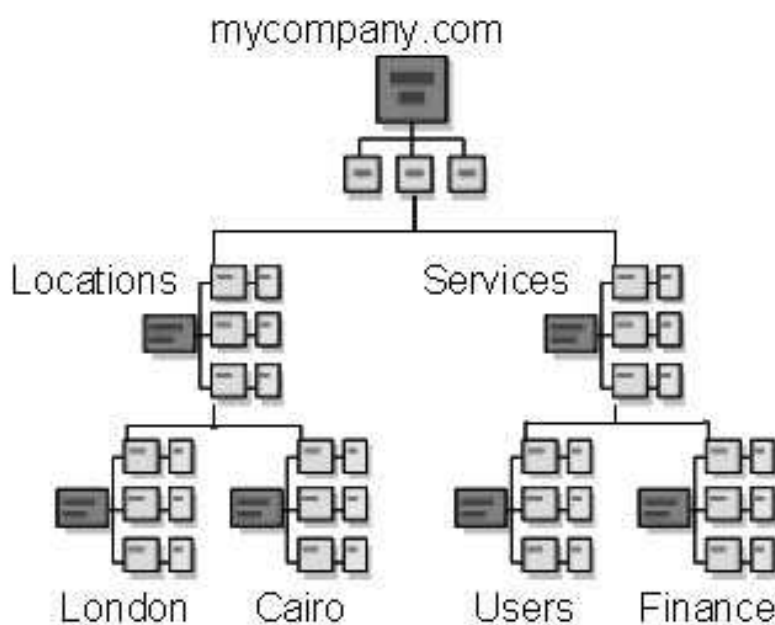 mycompany.com
Locations
Services
London
Cairo
Users
Finance